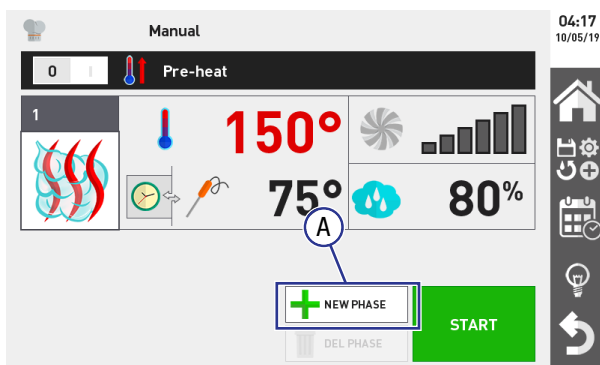 Manual
04:17
10/05/19
0 I Pre-heat
1
150°
75° 80%
A
NEW PHASE
DEL PHASE
START